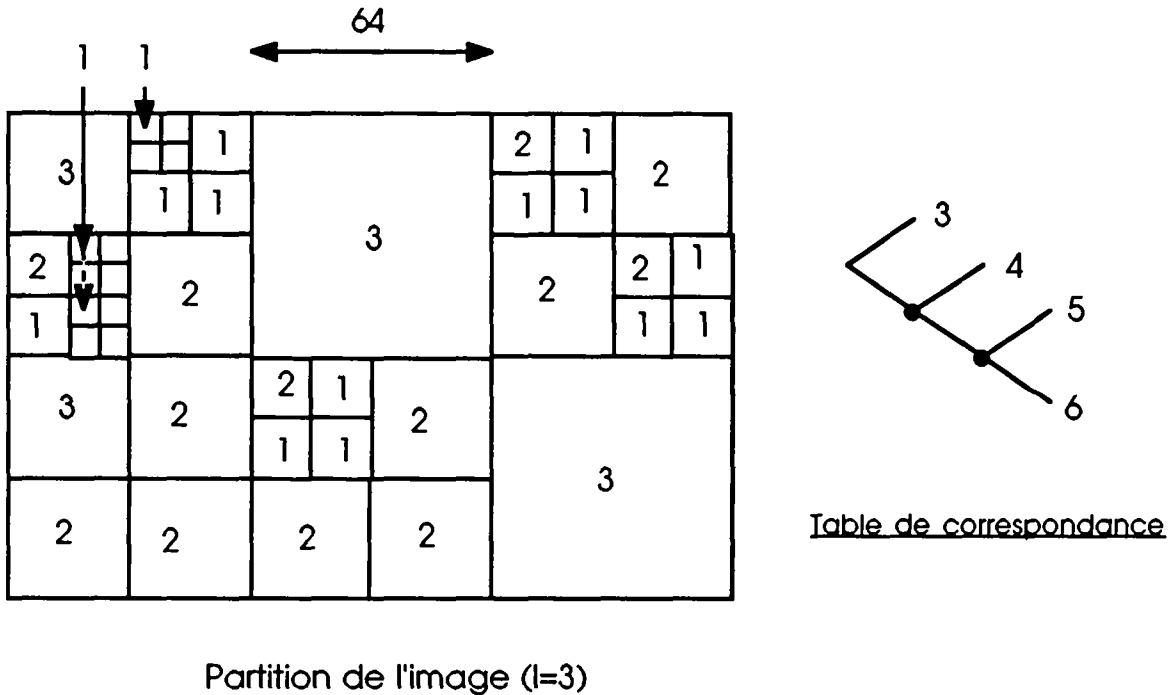 64
1 1
1 2 1
3 2
1 1 1 1
3 3
2 2 1 4
2 2
1 1 1 5
2 1
3 2 2 6
1 1
3
2 2 2 2
Table de correspondance
Partition de l'image (l=3)